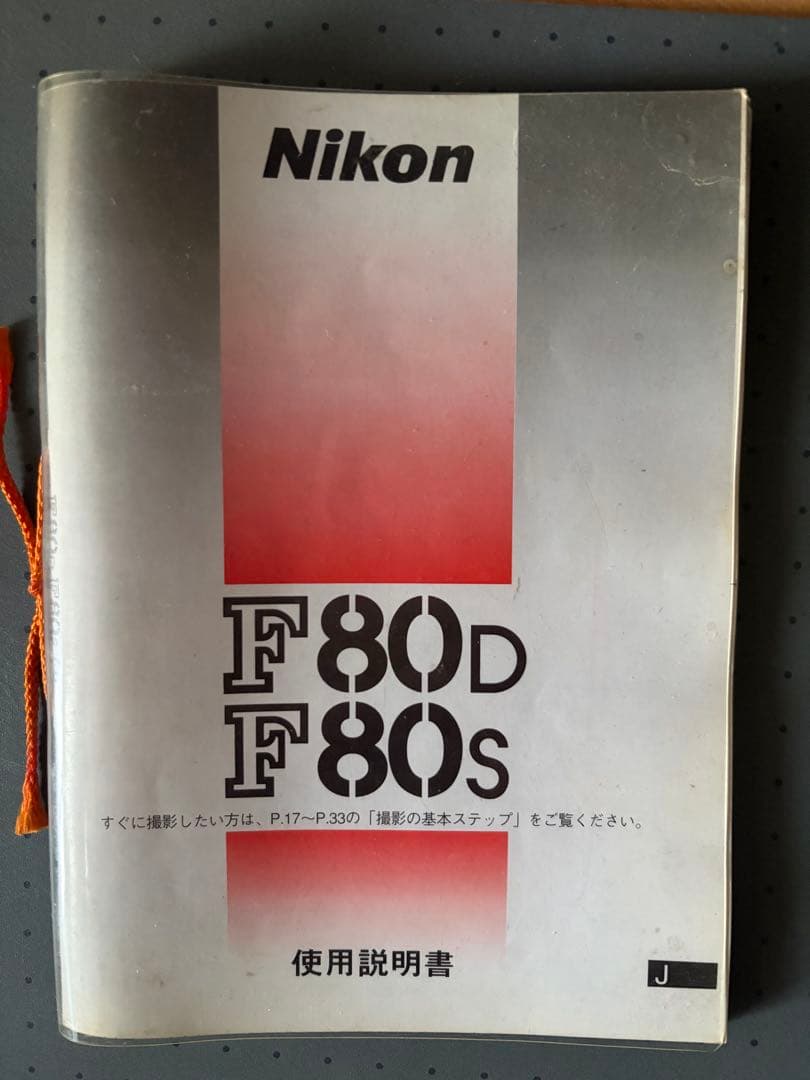 Nikon
F80D
F80S
すぐに撮影したい方は、P.17〜P.33の「撮影の基本ステップ」をご覧ください。
使用説明書
J